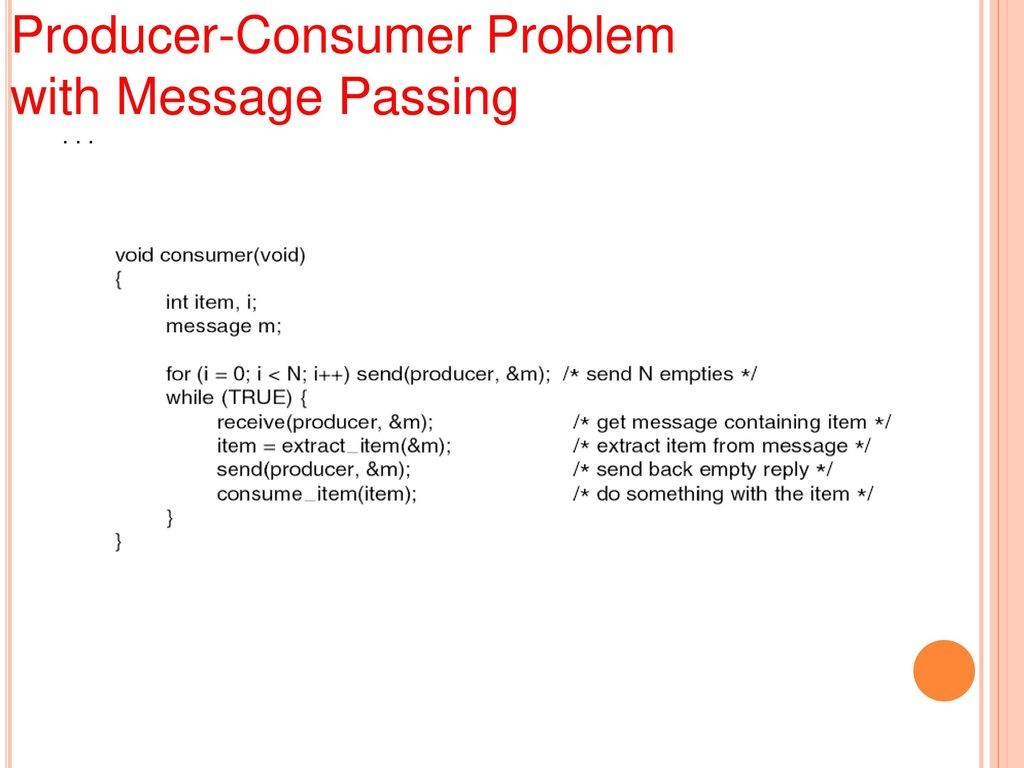 Producer-Consumer Problem
with Message Passing
. . .
void consumer(void)
{
int item, i;
message m;
for (i = 0; i < N; i++) send(producer, &m); /* send N empties */
while (TRUE) {
receive(producer, &m); /* get message containing item */
item = extract_item(&m); /* extract item from message */
send(producer, &m); /* send back empty reply */
consume_item(item); /* do something with the item */
}
}